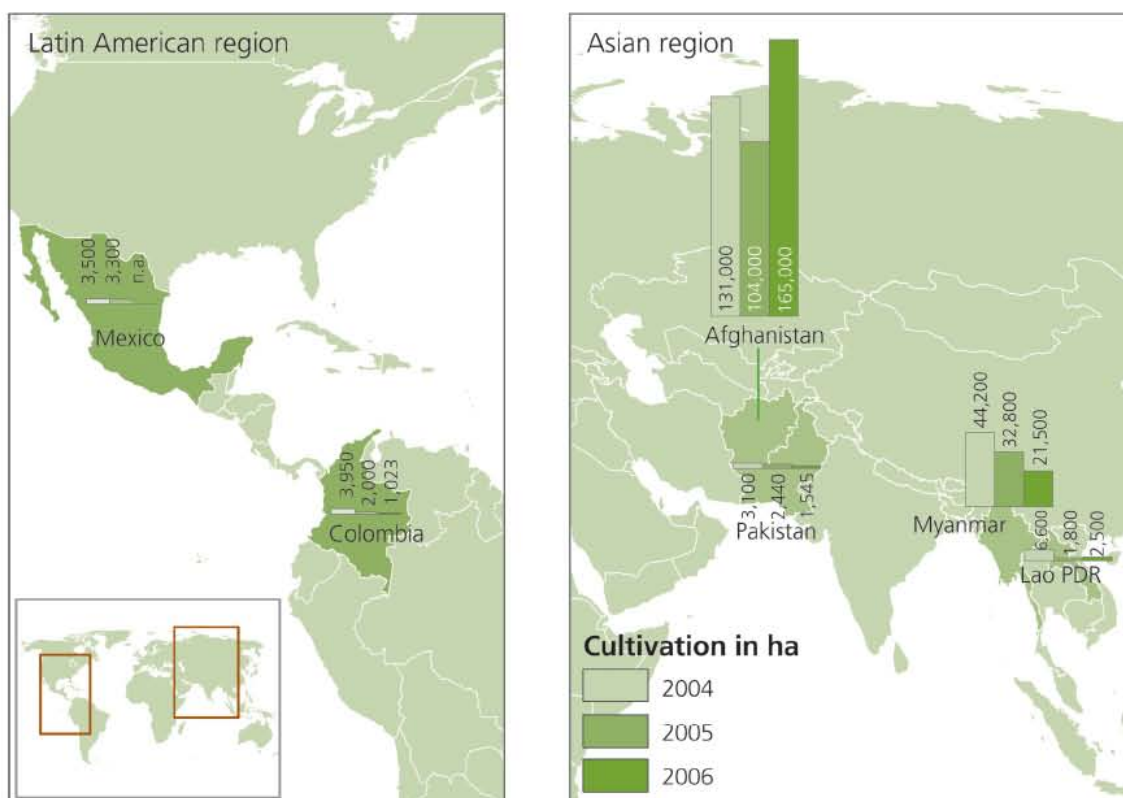 Latin American region
3,500
3,300
n.a.
Mexico
3,950
2,000
1,023
Colombia
Asian region
131,000
104,000
165,000
Afghanistan
3,100
2,440
1,545
Pakistan
44,200
32,800
21,500
Myanmar
6,600
1,800
2,500
Lao PDR
Cultivation in ha
2004
2005
2006